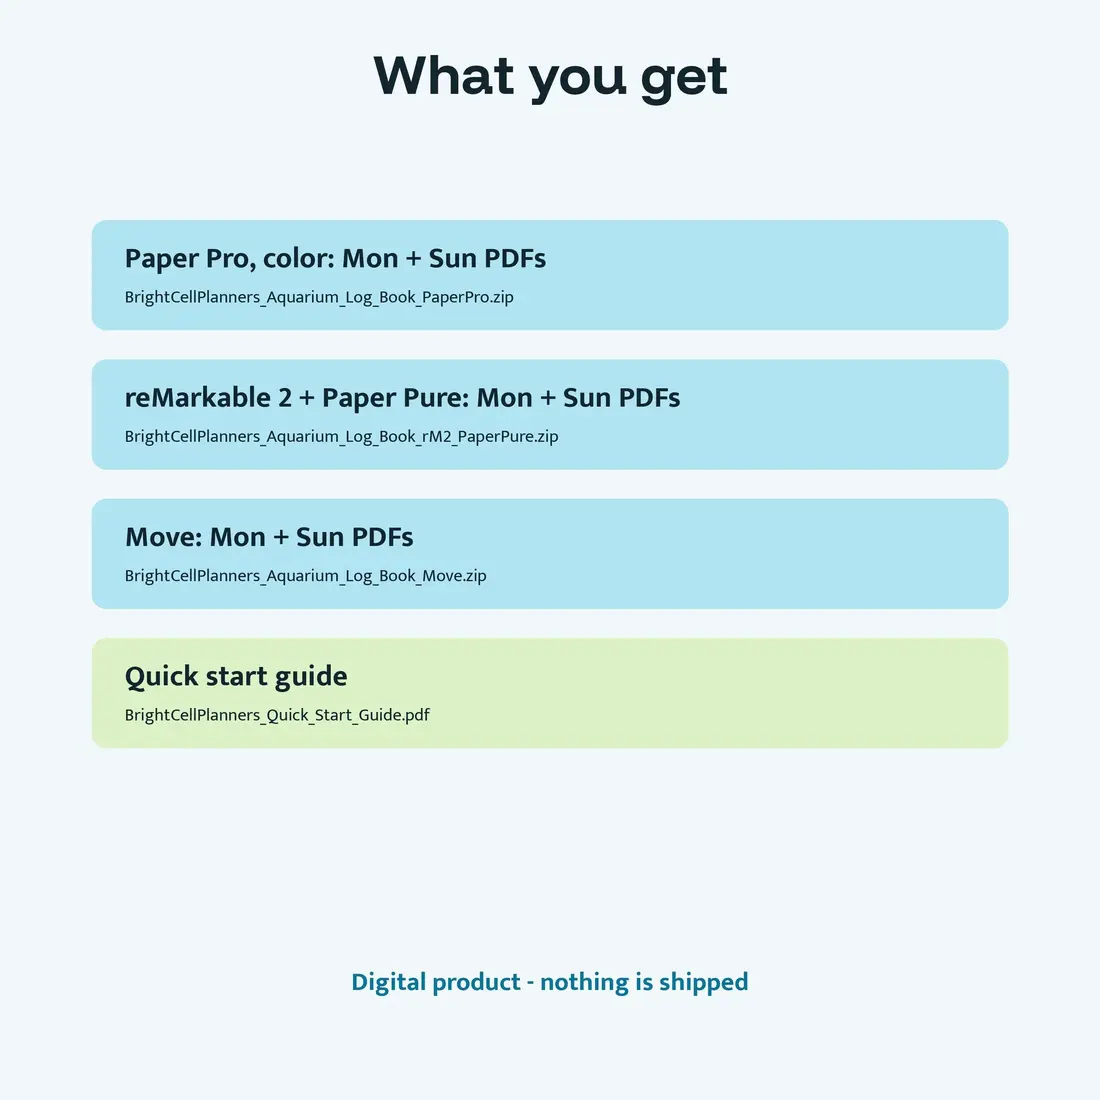 What you get
Paper Pro, color: Mon + Sun PDFs
BrightCellPlanners_Aquarium_Log_Book_PaperPro.zip
reMarkable 2 + Paper Pure: Mon + Sun PDFs
BrightCellPlanners_Aquarium_Log_Book_rM2_PaperPure.zip
Move: Mon + Sun PDFs
BrightCellPlanners_Aquarium_Log_Book_Move.zip
Quick start guide
BrightCellPlanners_Quick_Start_Guide.pdf
Digital product - nothing is shipped